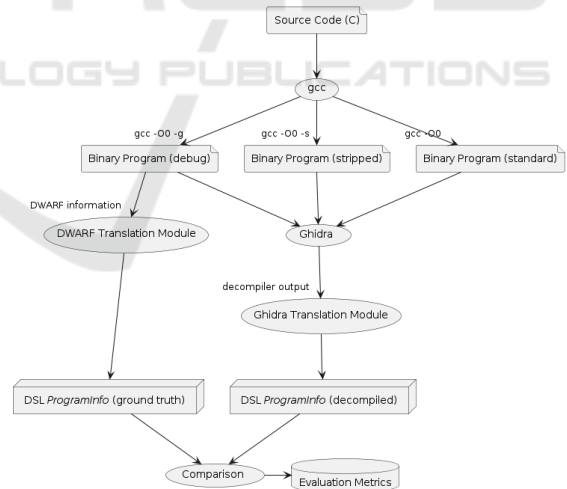 LOGY PUBLICATIONS
Source Code (C)
gcc
gcc -O0 -g
gcc -O0 -s
gcc -O0
Binary Program (debug)
Binary Program (stripped)
Binary Program (standard)
DWARF information
DWARF Translation Module
Ghidra
decompiler output
Ghidra Translation Module
DSL ProgramInfo (ground truth)
DSL ProgramInfo (decompiled)
Comparison
Evaluation Metrics